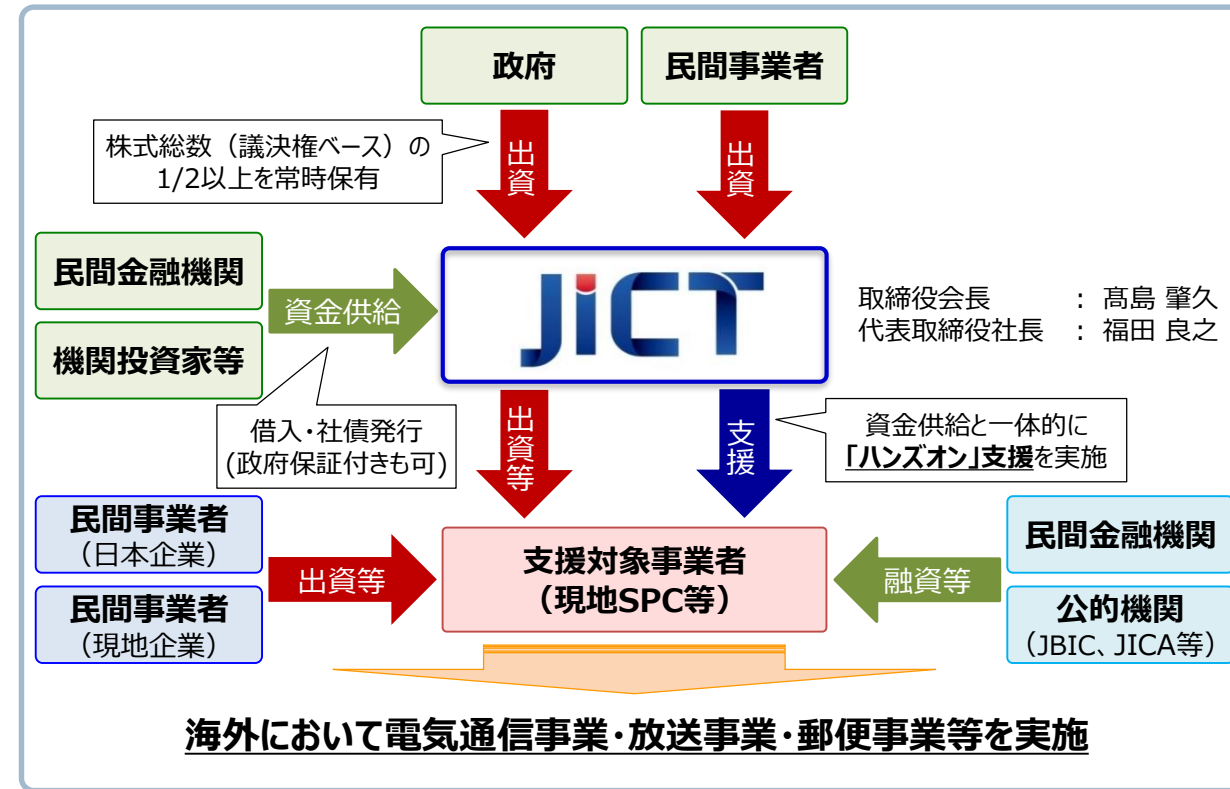 政府
民間事業者
株式総数（議決権ベース）の
1/2以上を常時保有
出資
出資
民間金融機関
機関投資家等
資金供給
JiCT
取締役会長 : 髙島 肇久
代表取締役社長 : 福田 良之
借入・社債発行
(政府保証付きも可)
出資等
支援
資金供給と一体的に
「ハンズオン」支援を実施
民間事業者
（日本企業）
民間事業者
（現地企業）
出資等
支援対象事業者
（現地SPC等）
融資等
民間金融機関
公的機関
（JBIC、JICA等）
海外において電気通信事業・放送事業・郵便事業等を実施